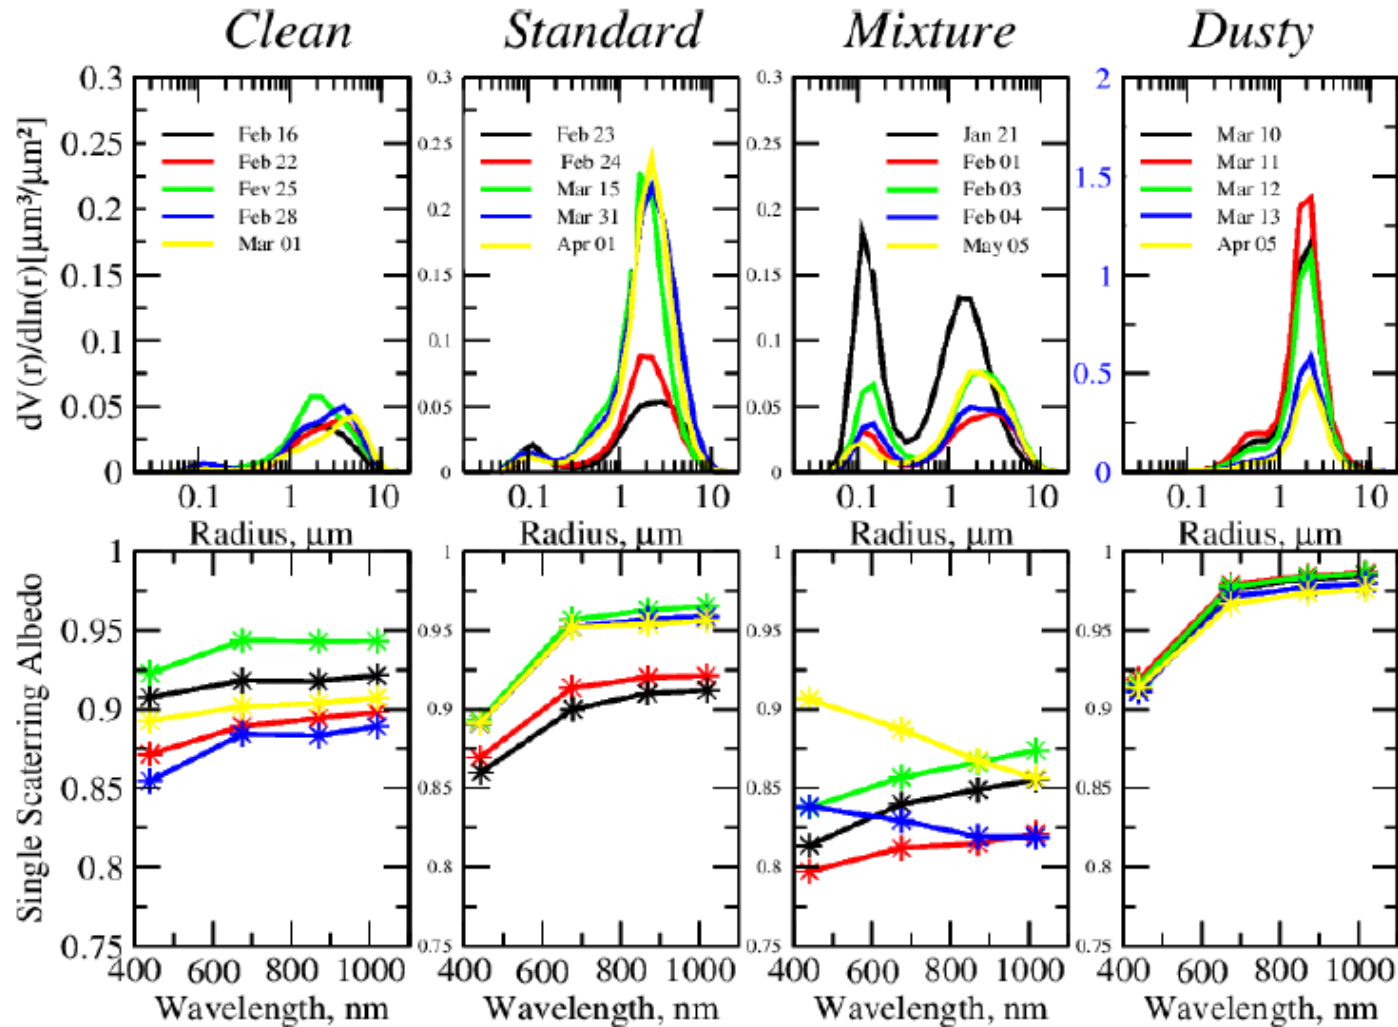 Clean Standard Mixture Dusty
dV(r)/dln(r)[µm³/µm²]
0.3
0.25
0.2
0.15
0.1
0.05
0
Feb 16
Feb 22
Fev 25
Feb 28
Mar 01
0.1 1 10
Radius, µm
0.3
0.25
0.2
0.15
0.1
0.05
0
Feb 23
Feb 24
Mar 15
Mar 31
Apr 01
0.1 1 10
Radius, µm
0.3
0.25
0.2
0.15
0.1
0.05
0
Jan 21
Feb 01
Feb 03
Feb 04
May 05
0.1 1 10
Radius, µm
2
1.5
1
0.5
0
Mar 10
Mar 11
Mar 12
Mar 13
Apr 05
0.1 1 10
Radius, µm
Single Scaterring Albedo
1
0.95
0.9
0.85
0.8
0.75
400 600 800 1000
Wavelength, nm
1
0.95
0.9
0.85
0.8
0.75
400 600 800 1000
Wavelength, nm
1
0.95
0.9
0.85
0.8
0.75
400 600 800 1000
Wavelength, nm
1
0.95
0.9
0.85
0.8
0.75
400 600 800 1000
Wavelength, nm